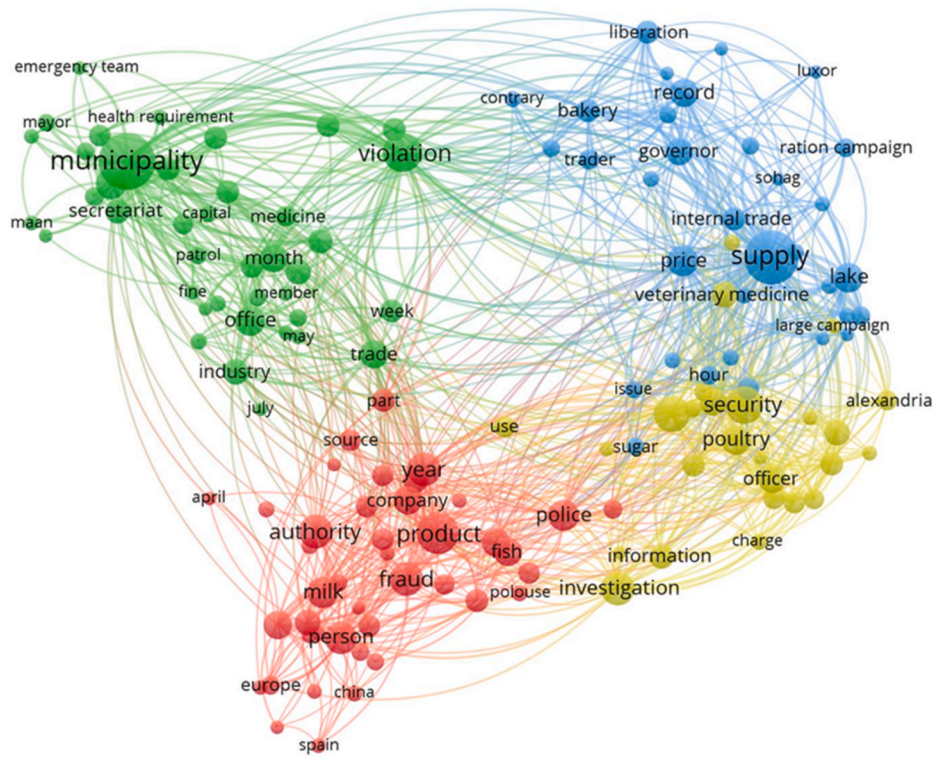 liberation
emergency team
luxor
contrary
record
bakery
mayor
health requirement
municipality
violation
trader
governor
ration campaign
sohag
secretariat
capital
medicine
internal trade
maan
patrol
month
price
supply
lake
fine
member
veterinary medicine
office
may
week
large campaign
industry
trade
hour
issue
july
part
security
alexandria
source
use
sugar
poultry
year
officer
april
company
authority
product
police
fish
charge
information
fraud
milk
polouse
investigation
person
europe
china
spain